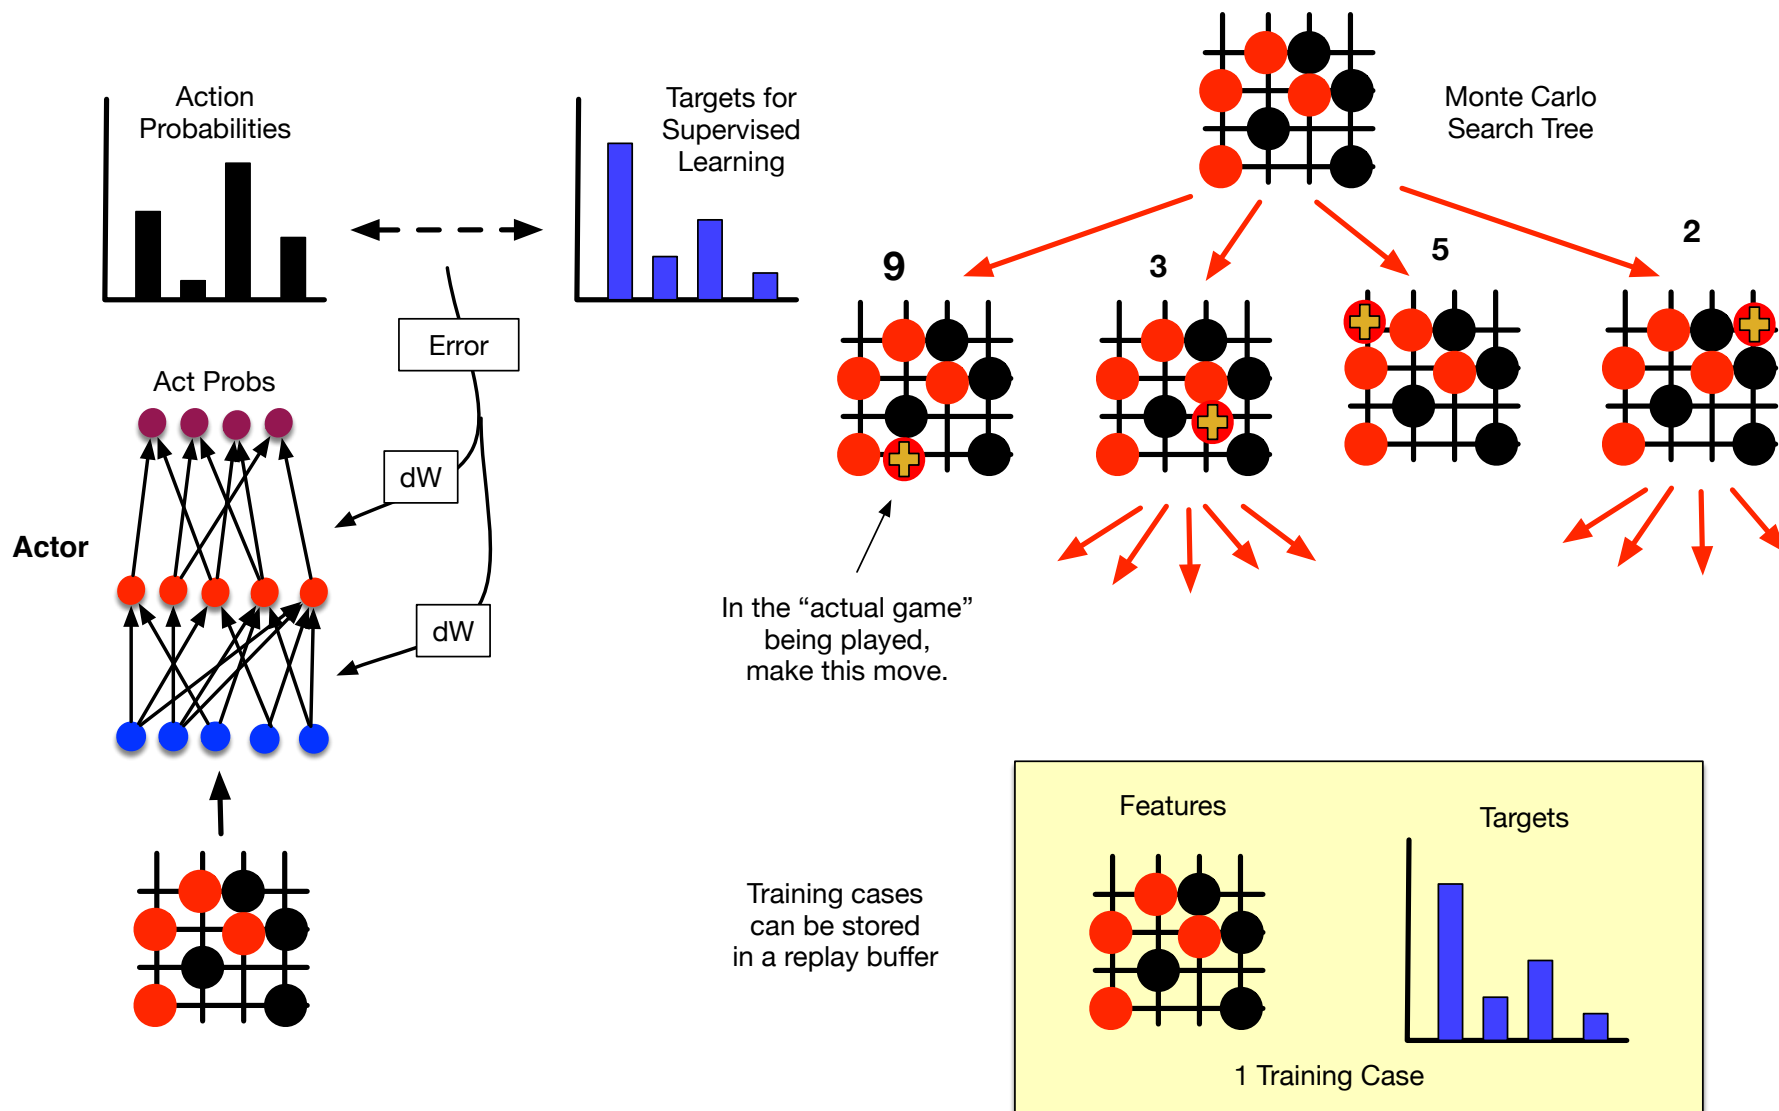 Action
Probabilities
Targets for
Supervised
Learning
Monte Carlo
Search Tree
9
3
5
2
Error
Act Probs
dW
Actor
dW
In the “actual game”
being played,
make this move.
Training cases
can be stored
in a replay buffer
Features
Targets
1 Training Case